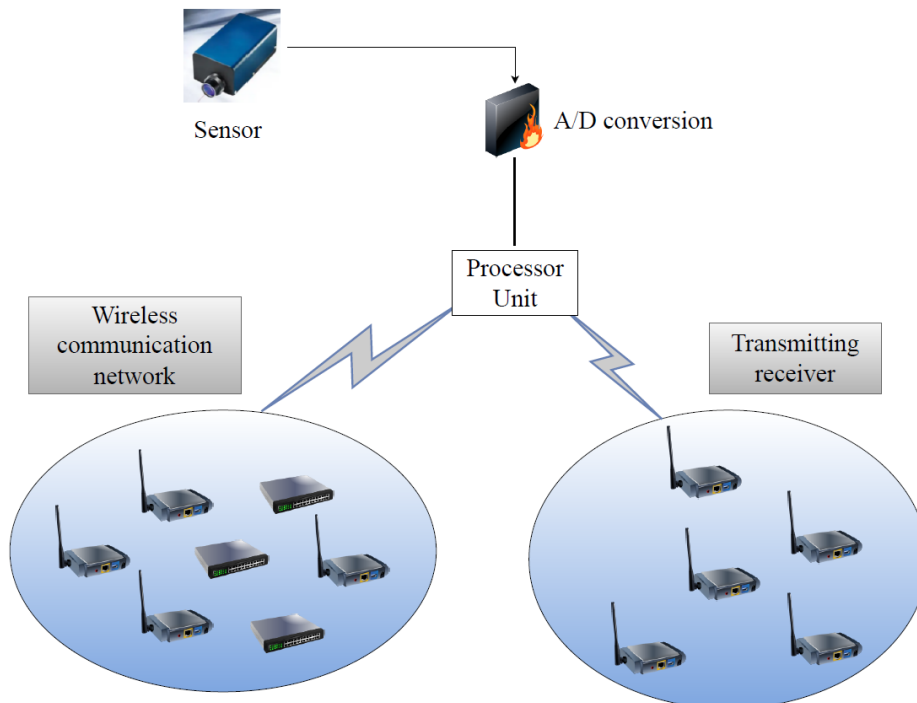 Sensor
A/D conversion
Processor
Unit
Wireless
communication
network
Transmitting
receiver